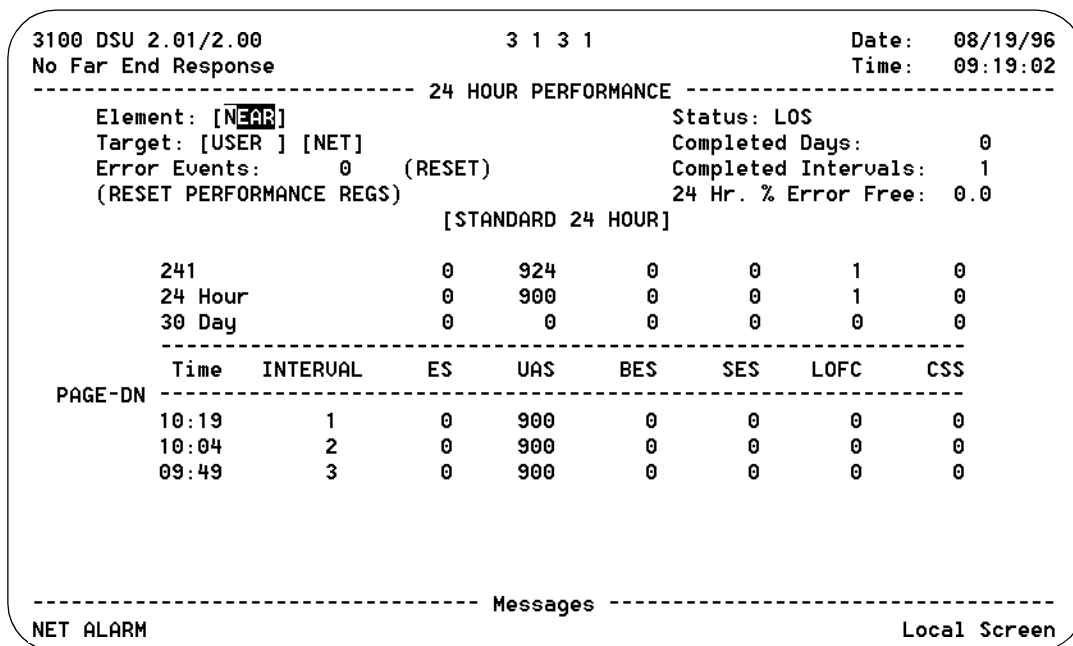 3100 DSU 2.01/2.00 3 1 3 1 Date: 08/19/96
No Far End Response Time: 09:19:02
------------------------------ 24 HOUR PERFORMANCE -----------------------------
Element: [NEAR] Status: LOS
Target: [USER ] [NET] Completed Days: 0
Error Events: 0 (RESET) Completed Intervals: 1
(RESET PERFORMANCE REGS) 24 Hr. % Error Free: 0.0
[STANDARD 24 HOUR]
241 0 924 0 0 1 0
24 Hour 0 900 0 0 1 0
30 Day 0 0 0 0 0 0
---------------------------------------------------------------
Time INTERVAL ES UAS BES SES LOFC CSS
PAGE-DN ---------------------------------------------------------------
10:19 1 0 900 0 0 0 0
10:04 2 0 900 0 0 0 0
09:49 3 0 900 0 0 0 0
----------------------------------- Messages -----------------------------------
NET ALARM Local Screen